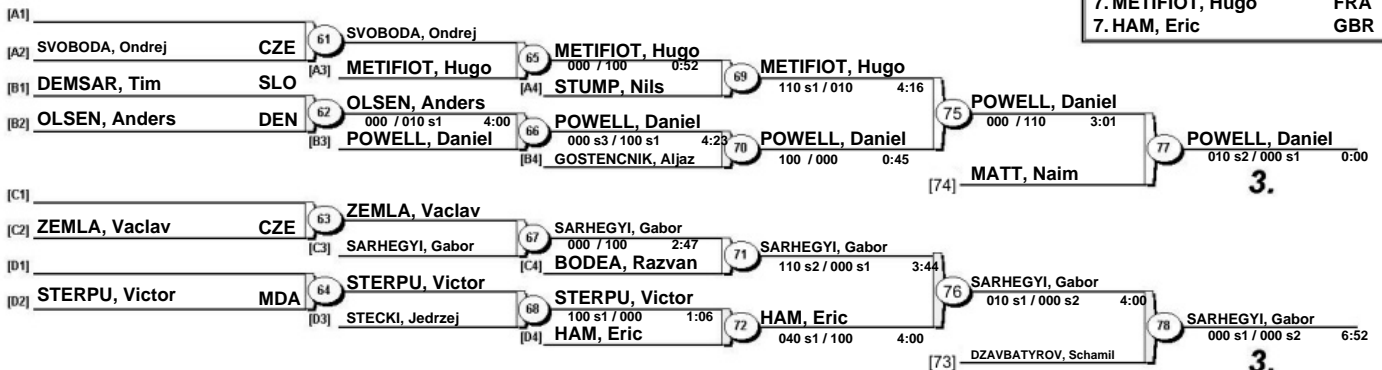 7. METIFIOT, Hugo FRA
7. HAM, Eric GBR
[A1]
[A2] SVOBODA, Ondrej CZE
61 SVOBODA, Ondrej
[A3] METIFIOT, Hugo
65 METIFIOT, Hugo
000 / 100 0:52
[A4] STUMP, Nils
69 METIFIOT, Hugo
110 s1 / 010 4:16
[B1] DEMSAR, Tim SLO
[B2] OLSEN, Anders DEN
62 OLSEN, Anders
000 / 010 s1 4:00
[B3] POWELL, Daniel
66 POWELL, Daniel
000 s3 / 100 s1 4:23
[B4] GOSTENCNIK, Aljaz
70 POWELL, Daniel
100 / 000 0:45
75 POWELL, Daniel
000 / 110 3:01
[74] MATT, Naim
77 POWELL, Daniel
010 s2 / 000 s1 0:00
3.
[C1]
[C2] ZEMLA, Vaclav CZE
63 ZEMLA, Vaclav
[C3] SARHEGYI, Gabor
67 SARHEGYI, Gabor
000 / 100 2:47
[C4] BODEA, Razvan
71 SARHEGYI, Gabor
110 s2 / 000 s1 3:44
[D1]
[D2] STERPU, Victor MDA
64 STERPU, Victor
[D3] STECKI, Jedrzej
68 STERPU, Victor
100 s1 / 000 1:06
[D4] HAM, Eric
72 HAM, Eric
040 s1 / 100 4:00
76 SARHEGYI, Gabor
010 s1 / 000 s2 4:00
[73] DZAVBATYROV, Schamil
78 SARHEGYI, Gabor
000 s1 / 000 s2 6:52
3.